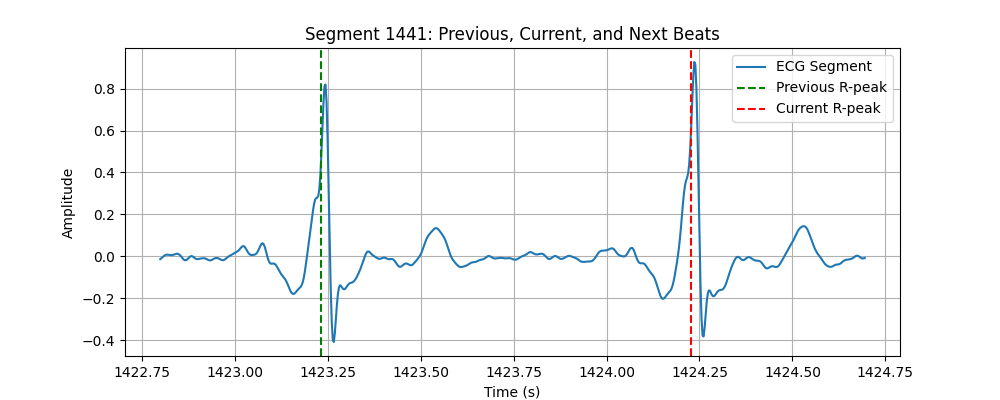 Segment 1441: Previous, Current, and Next Beats
ECG Segment
Previous R-peak
Current R-peak
Amplitude
0.8
0.6
0.4
0.2
0.0
−0.2
−0.4
1422.75 1423.00 1423.25 1423.50 1423.75 1424.00 1424.25 1424.50 1424.75
Time (s)